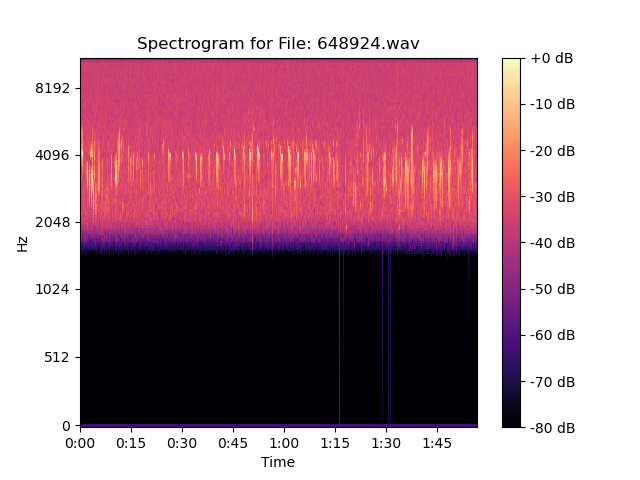 Spectrogram for File: 648924.wav
+0 dB
8192
-10 dB
4096
-20 dB
-30 dB
2048
Hz
-40 dB
1024
-50 dB
512
-60 dB
-70 dB
0
-80 dB
0:00 0:15 0:30 0:45 1:00 1:15 1:30 1:45
Time